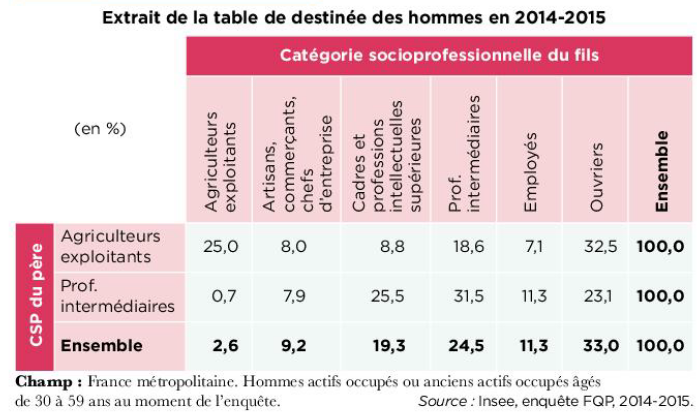 Extrait de la table de destinée des hommes en 2014-2015
Catégorie socioprofessionnelle du fils
(en %)
Agriculteurs
exploitants
Artisans,
commerçants,
chefs
d'entreprise
Cadres et
professions
intellectuelles
supérieures
Prof.
intermédiaires
Employés
Ouvriers
Ensemble
CSP du père
Agriculteurs
exploitants
25,0 8,0 8,8 18,6 7,1 32,5 100,0
Prof.
intermédiaires
0,7 7,9 25,5 31,5 11,3 23,1 100,0
Ensemble 2,6 9,2 19,3 24,5 11,3 33,0 100,0
Champ : France métropolitaine. Hommes actifs occupés ou anciens actifs occupés âgés
de 30 à 59 ans au moment de l'enquête. Source : Insee, enquête FQP, 2014-2015.